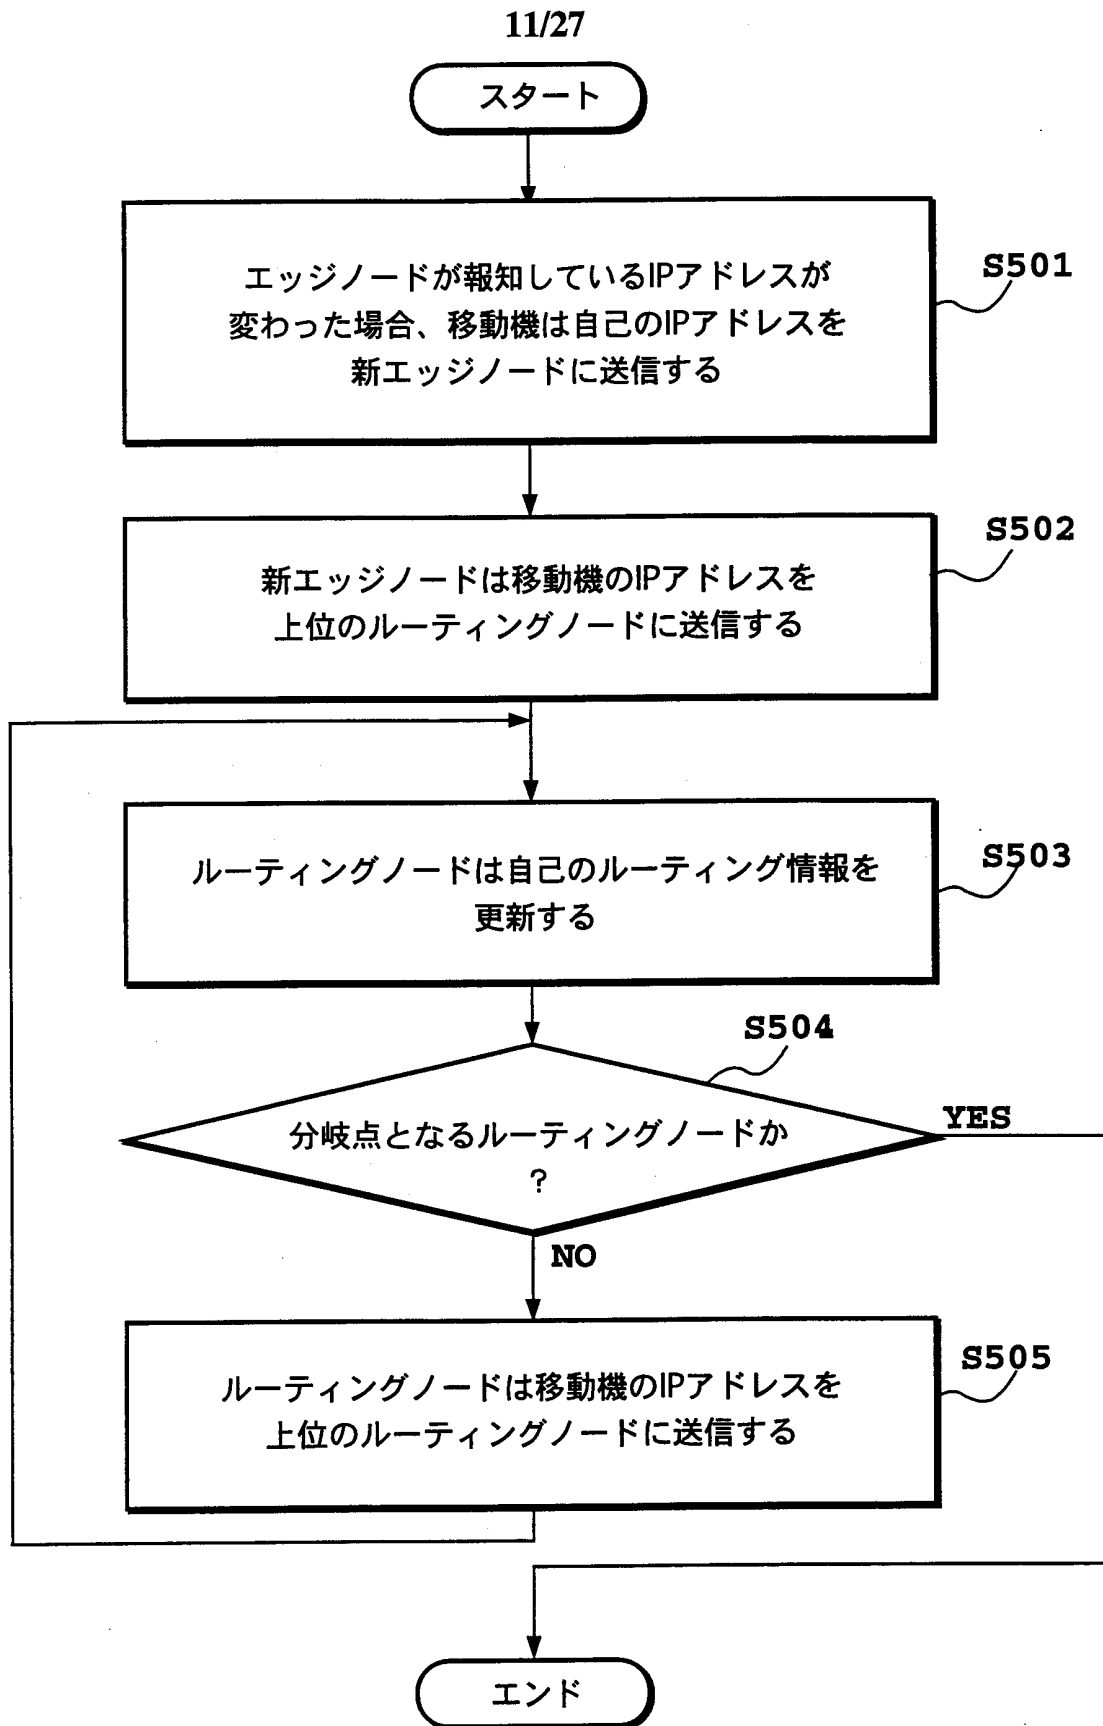 11/27
スタート
エッジノードが報知しているIPアドレスが
変わった場合、移動機は自己のIPアドレスを
新エッジノードに送信する
S501
新エッジノードは移動機のIPアドレスを
上位のルーティングノードに送信する
S502
ルーティングノードは自己のルーティング情報を
更新する
S503
S504
分岐点となるルーティングノードか
?
YES
NO
ルーティングノードは移動機のIPアドレスを
上位のルーティングノードに送信する
S505
エンド